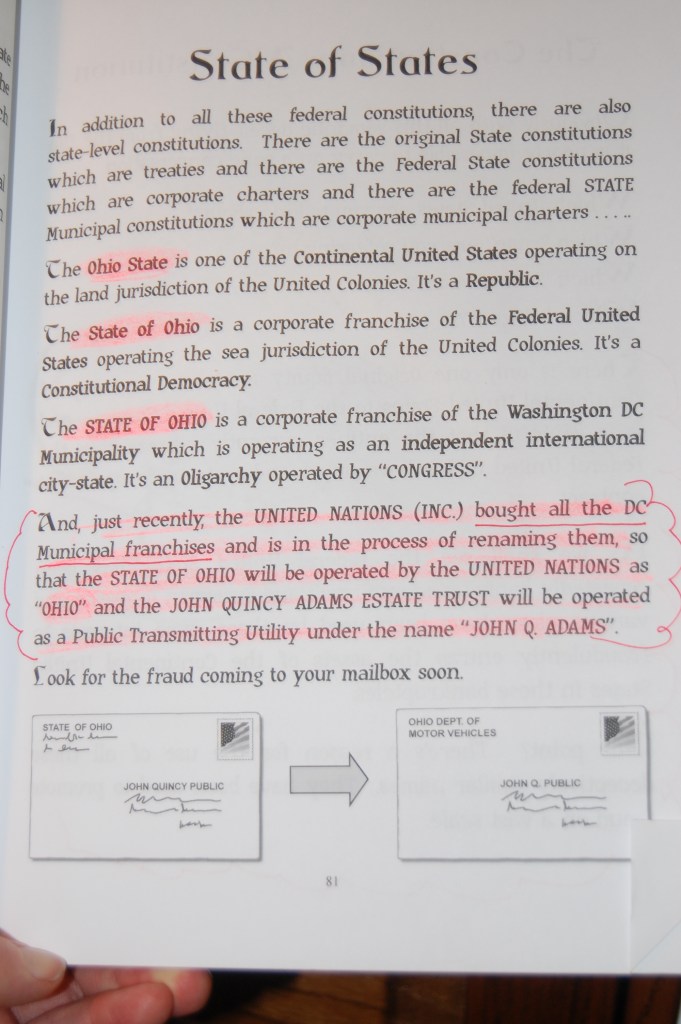 State of States
In addition to all these federal constitutions, there are also
state-level constitutions. There are the original State constitutions
which are treaties and there are the Federal State constitutions
which are corporate charters and there are the federal STATE
Municipal constitutions which are corporate municipal charters . . . . .
The Ohio State is one of the Continental United States operating on
the land jurisdiction of the United Colonies. It's a Republic.
The State of Ohio is a corporate franchise of the Federal United
States operating the sea jurisdiction of the United Colonies. It's a
Constitutional Democracy.
The STATE OF OHIO is a corporate franchise of the Washington DC
Municipality which is operating as an independent international
city-state. It's an Oligarchy operated by "CONGRESS".
And, just recently, the UNITED NATIONS (INC.) bought all the DC
Municipal franchises and is in the process of renaming them, so
that the STATE OF OHIO will be operated by the UNITED NATIONS as
"OHIO" and the JOHN QUINCY ADAMS ESTATE TRUST will be operated
as a Public Transmitting Utility under the name "JOHN Q. ADAMS".
Look for the fraud coming to your mailbox soon.
STATE OF OHIO
JOHN QUINCY PUBLIC
OHIO DEPT. OF
MOTOR VEHICLES
JOHN Q. PUBLIC
81